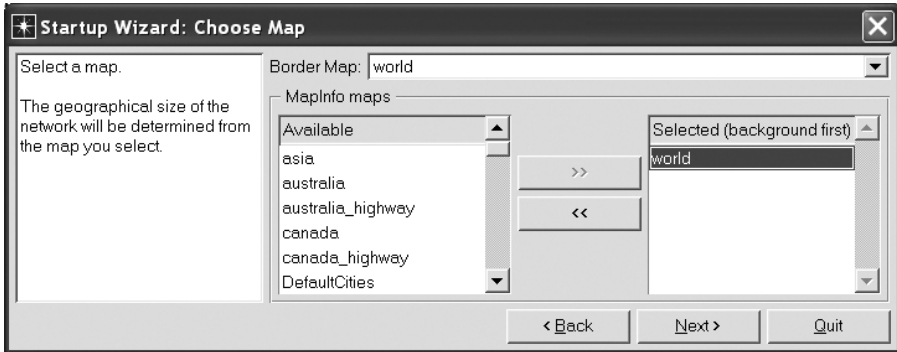 Startup Wizard: Choose Map
Select a map.
The geographical size of the
network will be determined from
the map you select.
Border Map: world
MapInfo maps
Available
asia
australia
australia_highway
canada
canada_highway
DefaultCities
>>
<<
Selected (background first)
world
< Back
Next >
Quit